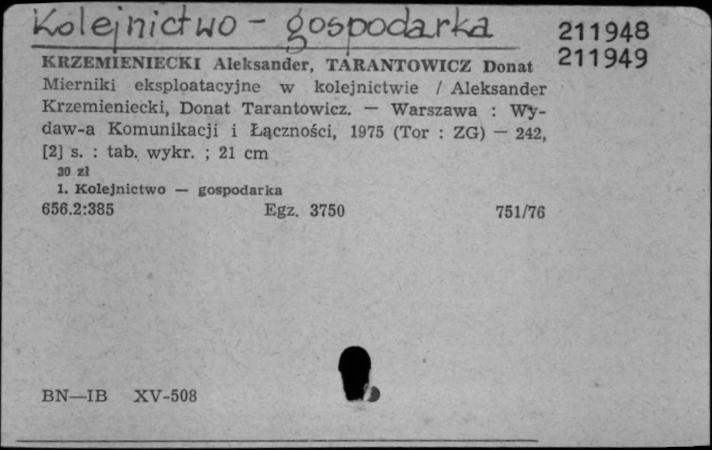 Kolejnictwo - gospodarka
211948
211949
KRZEMIENIECKI Aleksander, TARANTOWICZ Donat
Mierniki eksploatacyjne w kolejnictwie / Aleksander
Krzemieniecki, Donat Tarantowicz. — Warszawa : Wy-
daw-a Komunikacji i Łączności, 1975 (Tor : ZG) — 242,
[2] s. : tab. wykr. ; 21 cm
30 zł
1. Kolejnictwo — gospodarka
656.2:385 Egz. 3750 751/76
BN—IB XV-508